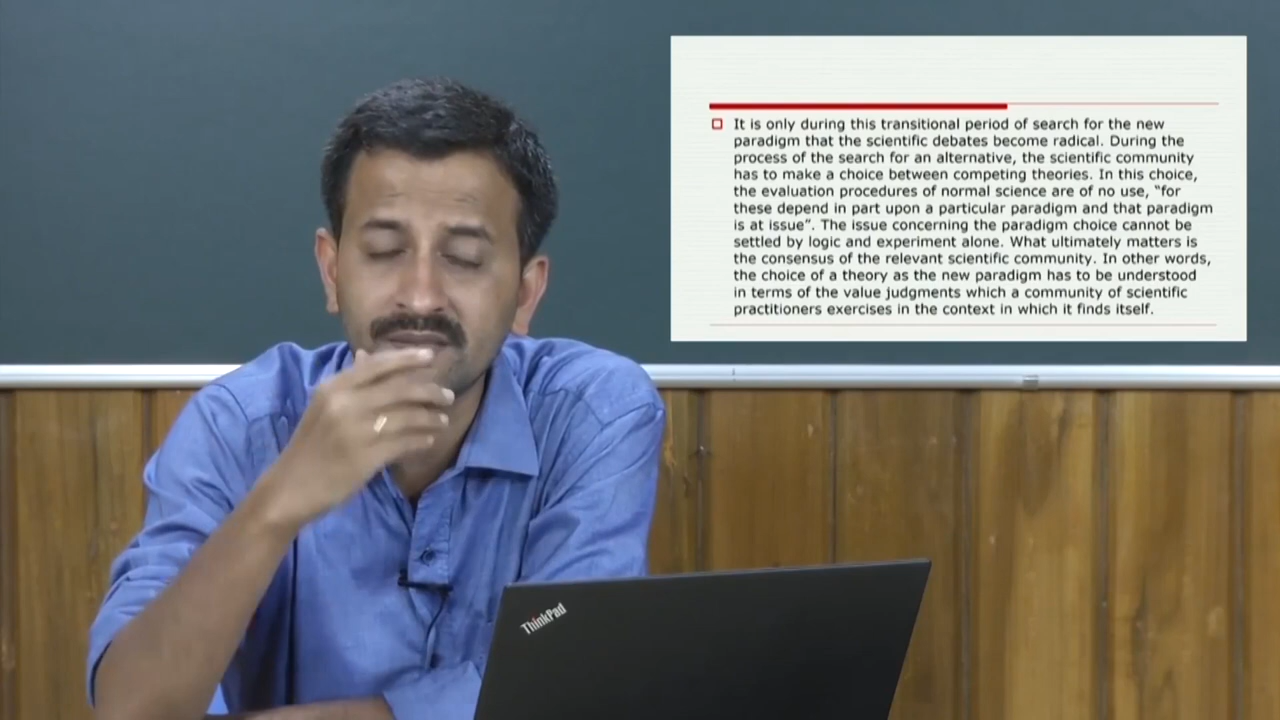 It is only during this transitional period of search for the new
paradigm that the scientific debates become radical. During the
process of the search for an alternative, the scientific community
has to make a choice between competing theories. In this choice,
the evaluation procedures of normal science are of no use, “for
these depend in part upon a particular paradigm and that paradigm
is at issue”. The issue concerning the paradigm choice cannot be
settled by logic and experiment alone. What ultimately matters is
the consensus of the relevant scientific community. In other words,
the choice of a theory as the new paradigm has to be understood
in terms of the value judgments which a community of scientific
practitioners exercises in the context in which it finds itself.
ThinkPad